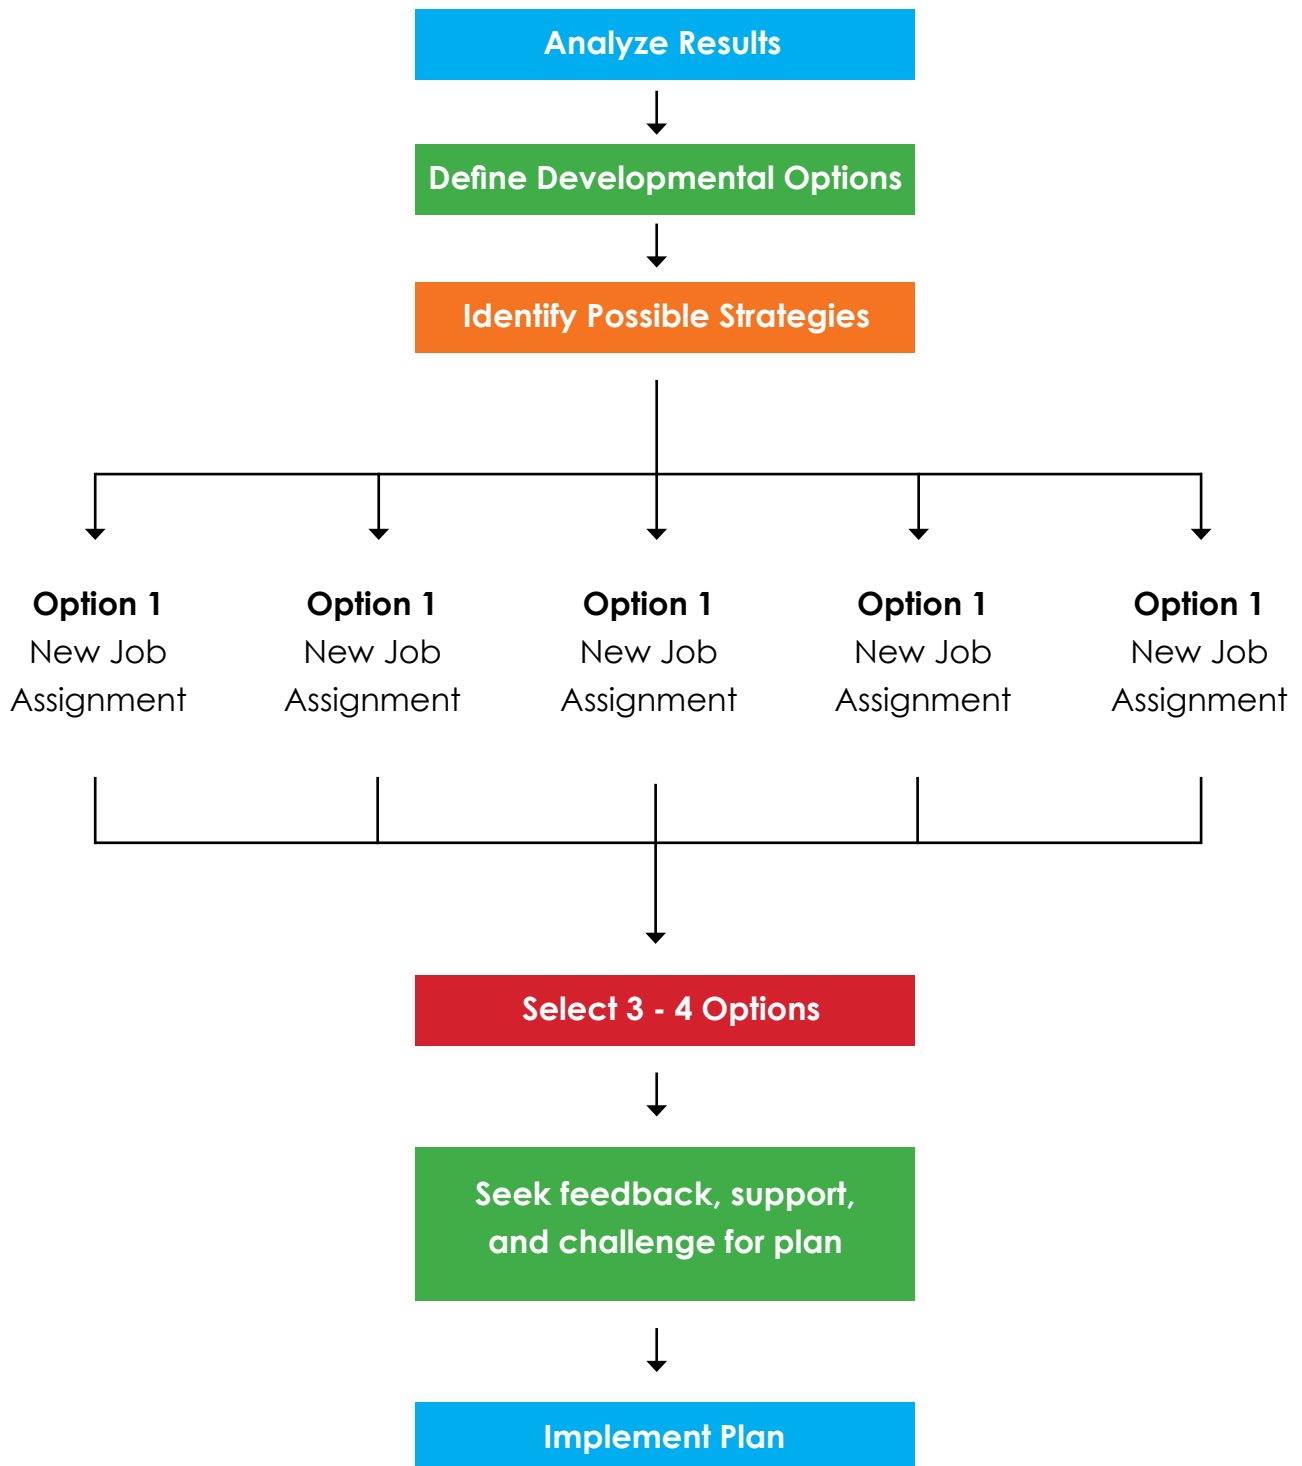 Analyze Results
Define Developmental Options
Identify Possible Strategies
Option 1
New Job
Assignment
Option 1
New Job
Assignment
Option 1
New Job
Assignment
Option 1
New Job
Assignment
Option 1
New Job
Assignment
Select 3 - 4 Options
Seek feedback, support,
and challenge for plan
Implement Plan